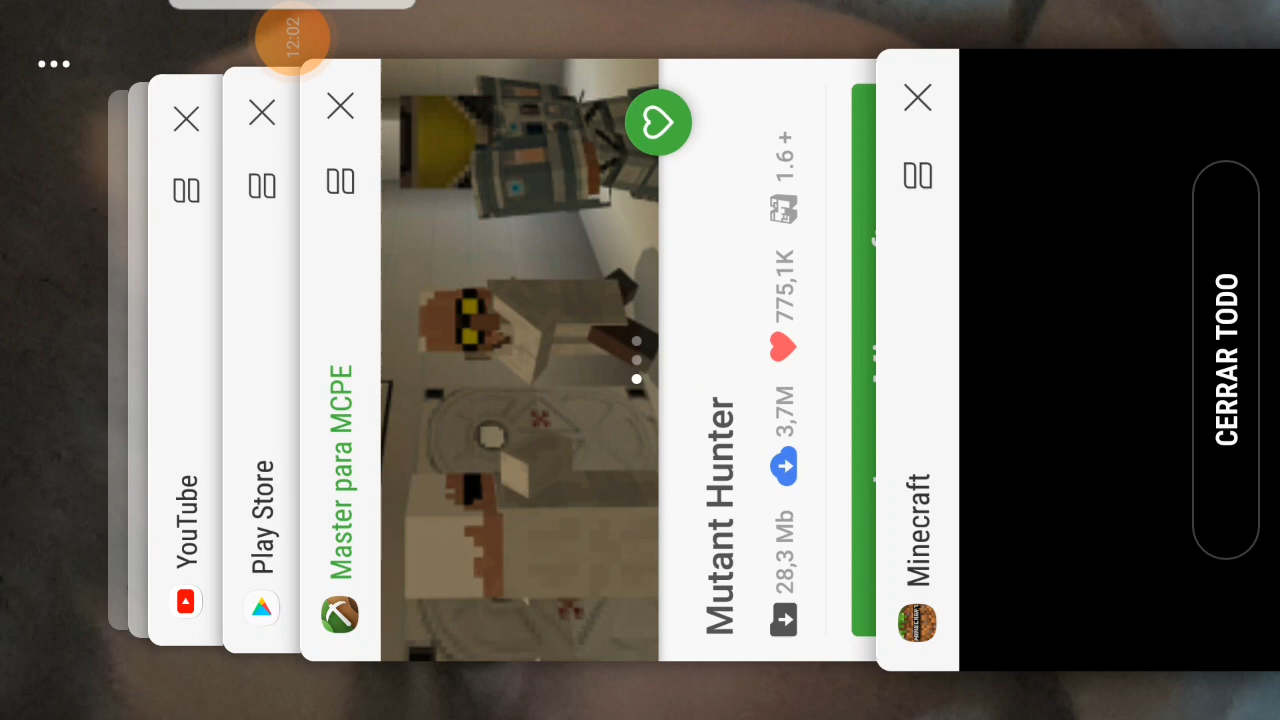 12:02
YouTube
Play Store
Master para MCPE
Mutant Hunter
28,3 Mb 3,7M 775,1K 1.6 +
Minecraft
CERRAR TODO